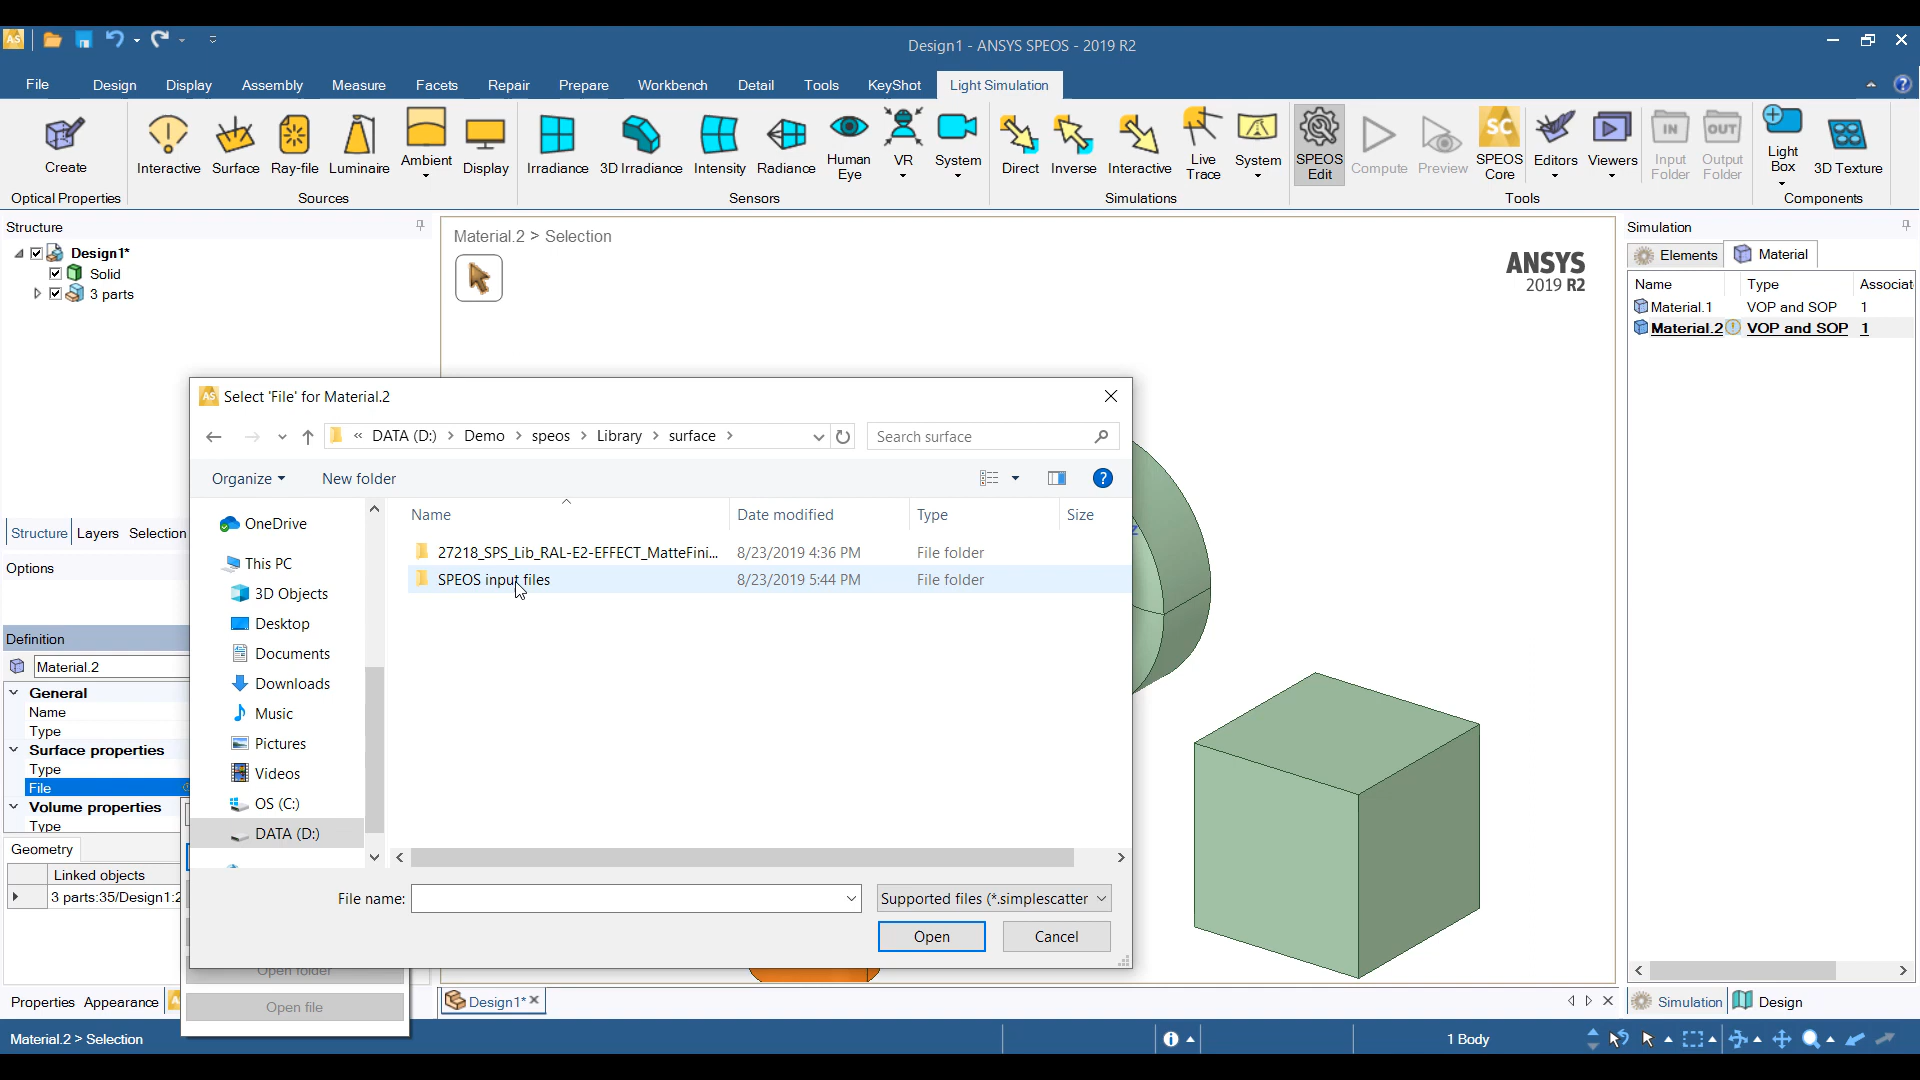 AS
Design1 - ANSYS SPEOS - 2019 R2
File Design Display Assembly Measure Facets Repair Prepare Workbench Detail Tools KeyShot Light Simulation
Create Interactive Surface Ray-file Luminaire Ambient Display Irradiance 3D Irradiance Intensity Radiance Human Eye VR System Direct Inverse Interactive Live Trace System SPEOS Edit Compute Preview SPEOS Core Editors Viewers Input Folder Output Folder Light Box 3D Texture
Optical Properties Sources Sensors Simulations Tools Components
Structure
Design1*
Solid
3 parts
Material.2 > Selection
ANSYS
2019 R2
Simulation
Elements Material
Name Type Associat
Material.1 VOP and SOP 1
Material.2 VOP and SOP 1
Select 'File' for Material.2
« DATA (D:) > Demo > speos > Library > surface >
Search surface
Organize New folder
Name Date modified Type Size
27218_SPS_Lib_RAL-E2-EFFECT_MatteFini... 8/23/2019 4:36 PM File folder
SPEOS input files 8/23/2019 5:44 PM File folder
OneDrive
This PC
3D Objects
Desktop
Documents
Downloads
Music
Pictures
Videos
OS (C:)
DATA (D:)
File name:
Supported files (*.simplescatter
Open Cancel
Structure Layers Selection
Options
Definition
Material.2
General
Name
Type
Surface properties
Type
File
Volume properties
Type
Geometry
Linked objects
3 parts:35/Design1:2
Open folder
Open file
Properties Appearance
Design1*
Simulation Design
Material.2 > Selection
1 Body